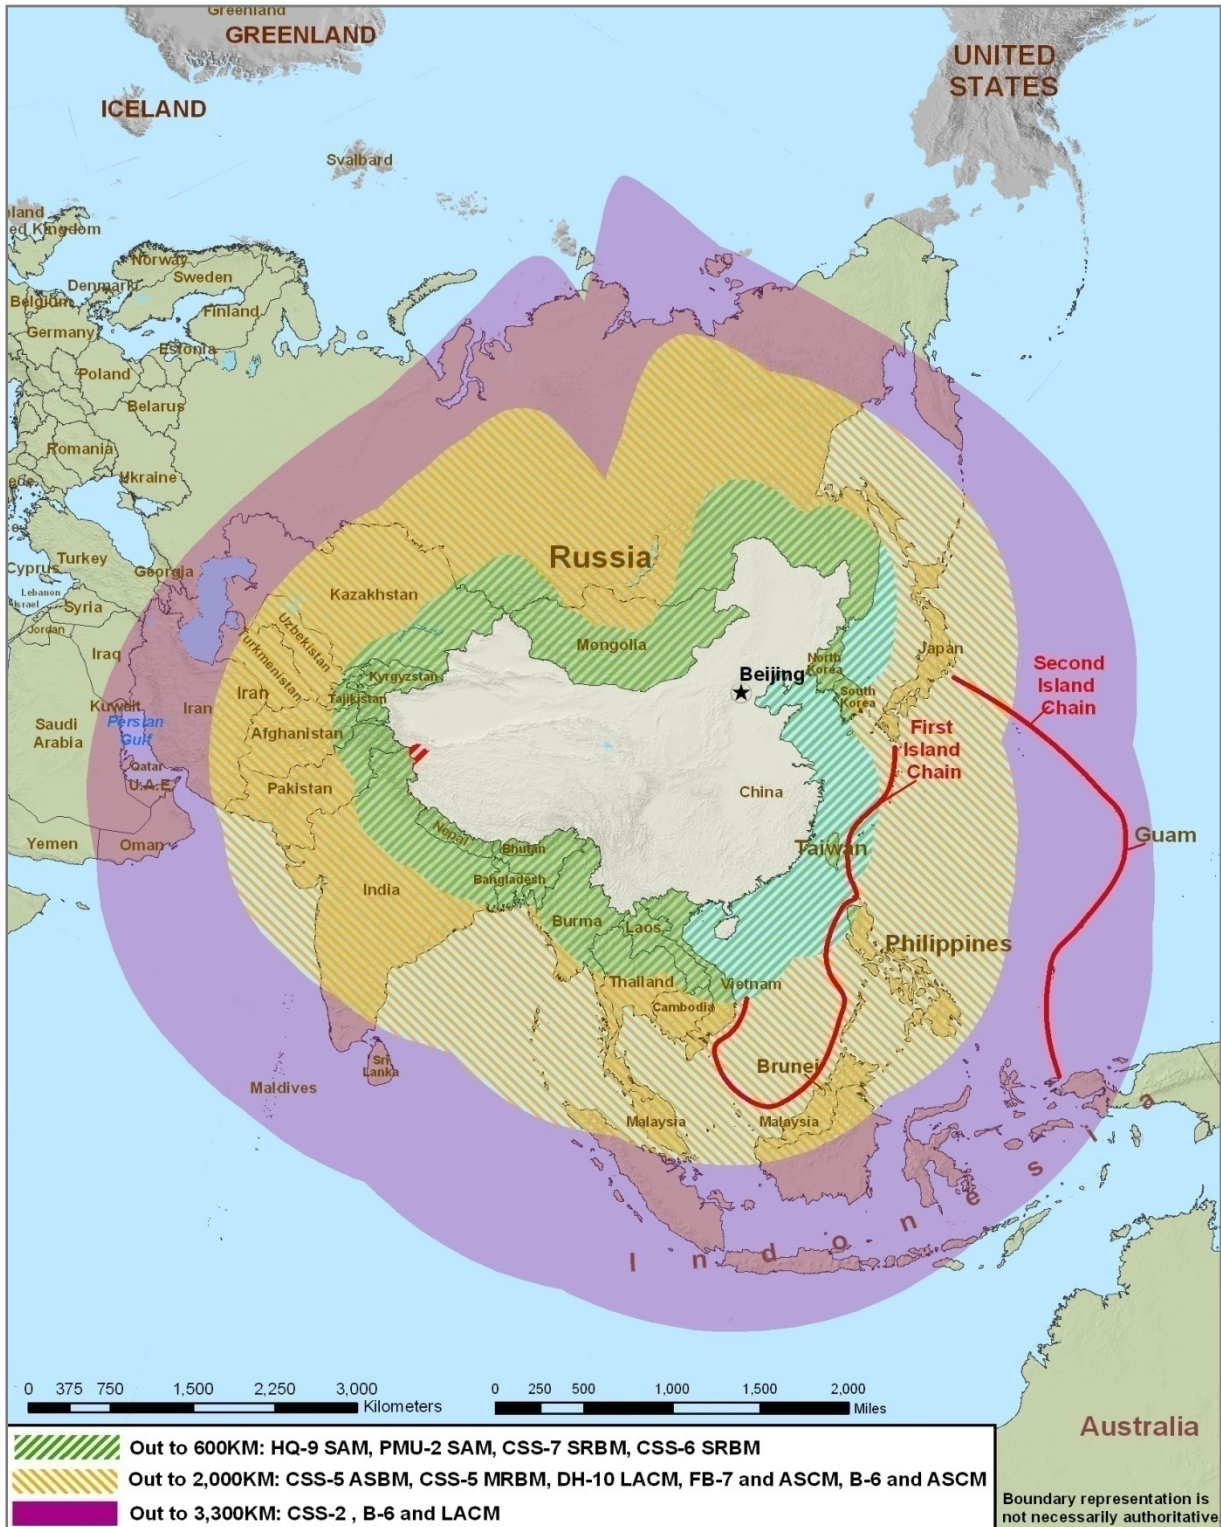 Greenland
GREENLAND
UNITED
STATES
ICELAND
Svalbard
land
ed Kingdom
Norway
Sweden
Denmark
Belgium
Finland
Germany
Estonia
Poland
Belarus
Romania
Ukraine
ece
Turkey
Georgia
Cyprus
Lebanon
Israel
Syria
Jordan
Iraq
Kuwait
Persian
Gulf
Saudi
Arabia
Qatar
U.A.E.
Yemen
Oman
Russia
Kazakhstan
Uzbekistan
Turkmenistan
Mongolia
Kyrgyzstan
Tajikistan
Iran
Iran
Afghanistan
Pakistan
Beijing
North
Korea
South
Korea
Japan
Second
Island
Chain
First
Island
Chain
China
Nepal
Bhutan
Bangladesh
India
Taiwan
Guam
Burma
Laos
Philippines
Thailand
Vietnam
Cambodia
Sri
Lanka
Maldives
Brunei
Malaysia
Malaysia
Indonesia
Australia
0 375 750 1,500 2,250 3,000
Kilometers
0 250 500 1,000 1,500 2,000
Miles
Out to 600KM: HQ-9 SAM, PMU-2 SAM, CSS-7 SRBM, CSS-6 SRBM
Out to 2,000KM: CSS-5 ASBM, CSS-5 MRBM, DH-10 LACM, FB-7 and ASCM, B-6 and ASCM
Out to 3,300KM: CSS-2 , B-6 and LACM
Boundary representation is
not necessarily authoritative